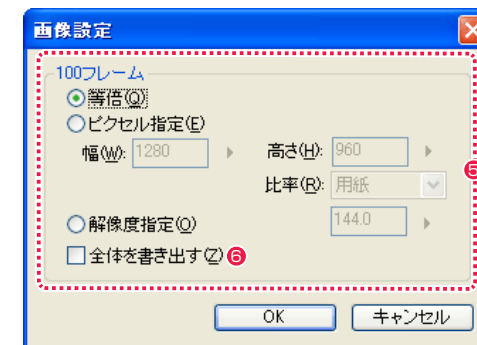 画像設定
100フレーム
等倍(Q)
ピクセル指定(E)
幅(W): 1280 高さ(H): 960
比率(R): 用紙
解像度指定(O) 144.0
全体を書き出す(Z) 6
5
OK キャンセル